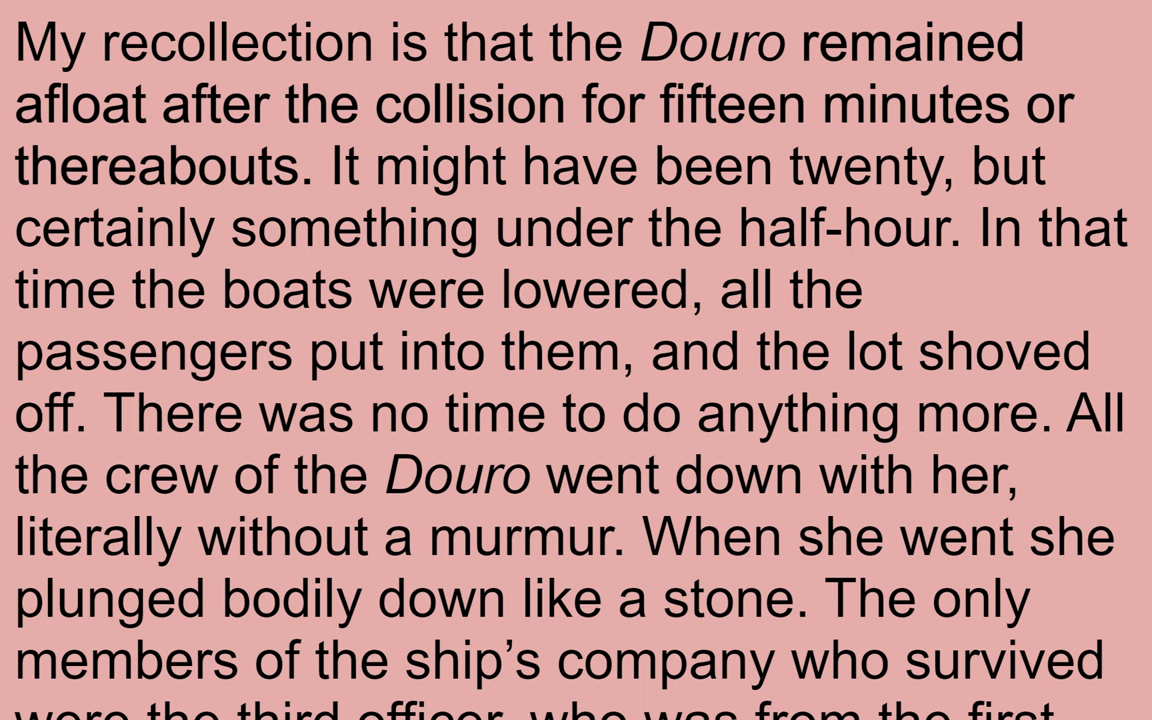 My recollection is that the Douro remained
afloat after the collision for fifteen minutes or
thereabouts. It might have been twenty, but
certainly something under the half-hour. In that
time the boats were lowered, all the
passengers put into them, and the lot shoved
off. There was no time to do anything more. All
the crew of the Douro went down with her,
literally without a murmur. When she went she
plunged bodily down like a stone. The only
members of the ship’s company who survived
were the third officer, who was from the first